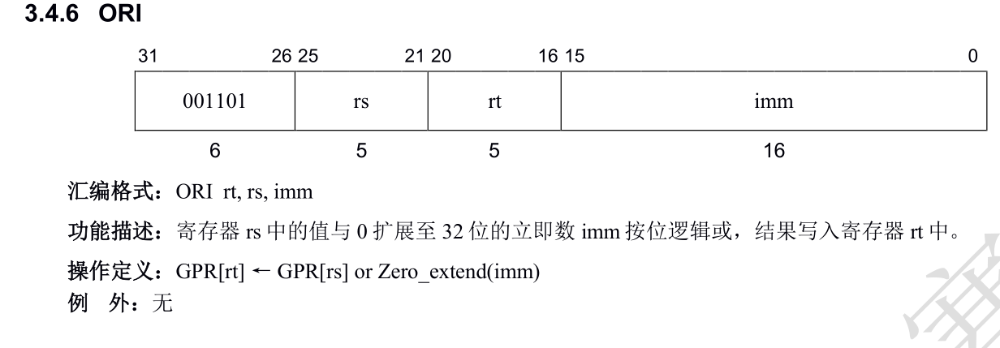 3.4.6 ORI
31 26 25 21 20 16 15 0
001101 rs rt imm
6 5 5 16
汇编格式：ORI rt, rs, imm
功能描述：寄存器 rs 中的值与 0 扩展至 32 位的立即数 imm 按位逻辑或，结果写入寄存器 rt 中。
操作定义：GPR[rt] ← GPR[rs] or Zero_extend(imm)
例 外：无